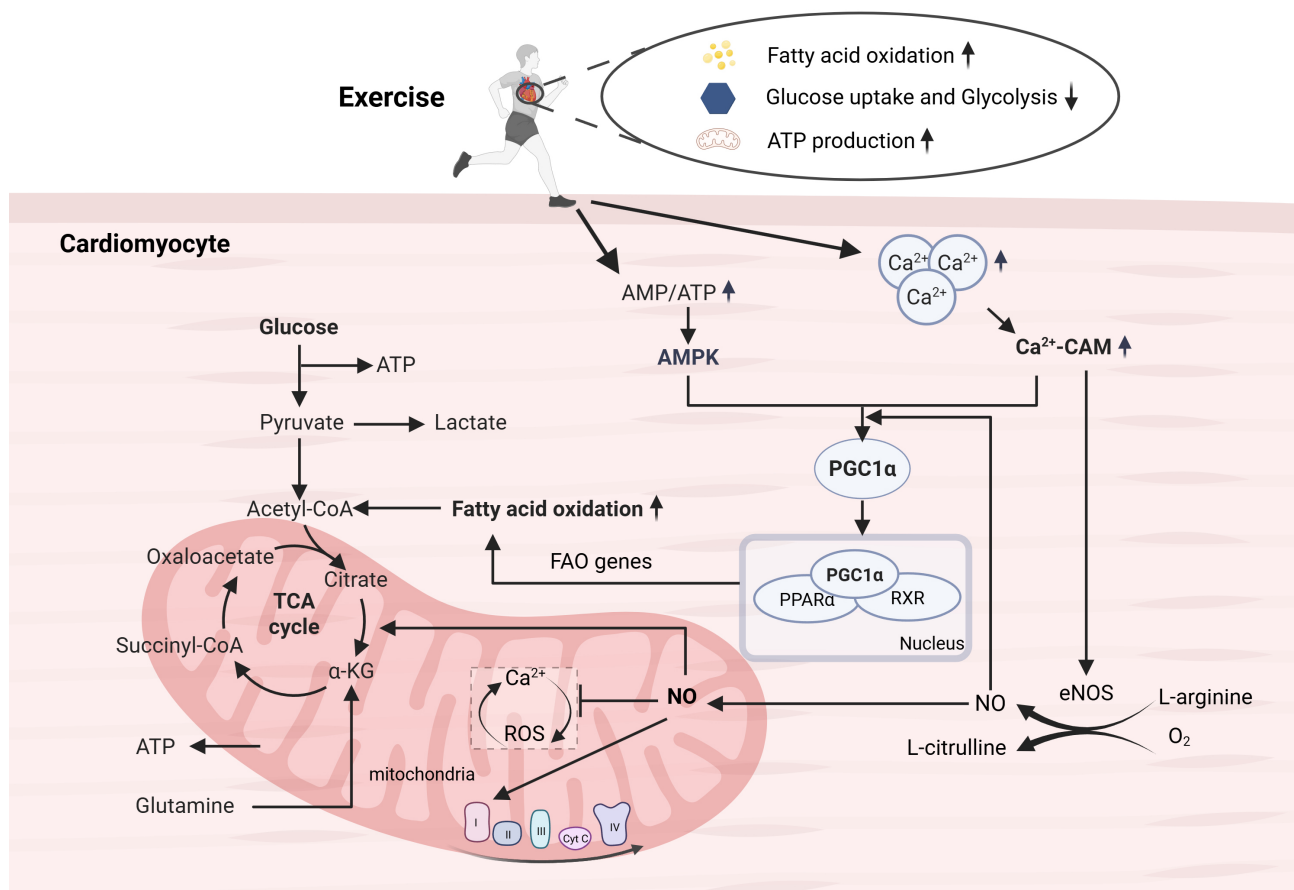 Fatty acid oxidation
Exercise
Glucose uptake and Glycolysis
ATP production
Cardiomyocyte
Ca²⁺ Ca²⁺
Ca²⁺
AMP/ATP
Glucose
Ca²⁺-CAM
AMPK
ATP
Pyruvate
Lactate
PGC1α
Acetyl-CoA
Fatty acid oxidation
Oxaloacetate
FAO genes
Citrate
PGC1α
PPARα
RXR
TCA
cycle
Nucleus
Succinyl-CoA
α-KG
Ca²⁺
NO
NO
eNOS
L-arginine
ROS
L-citrulline
O₂
ATP
mitochondria
Glutamine
I
II
III
Cyt C
IV